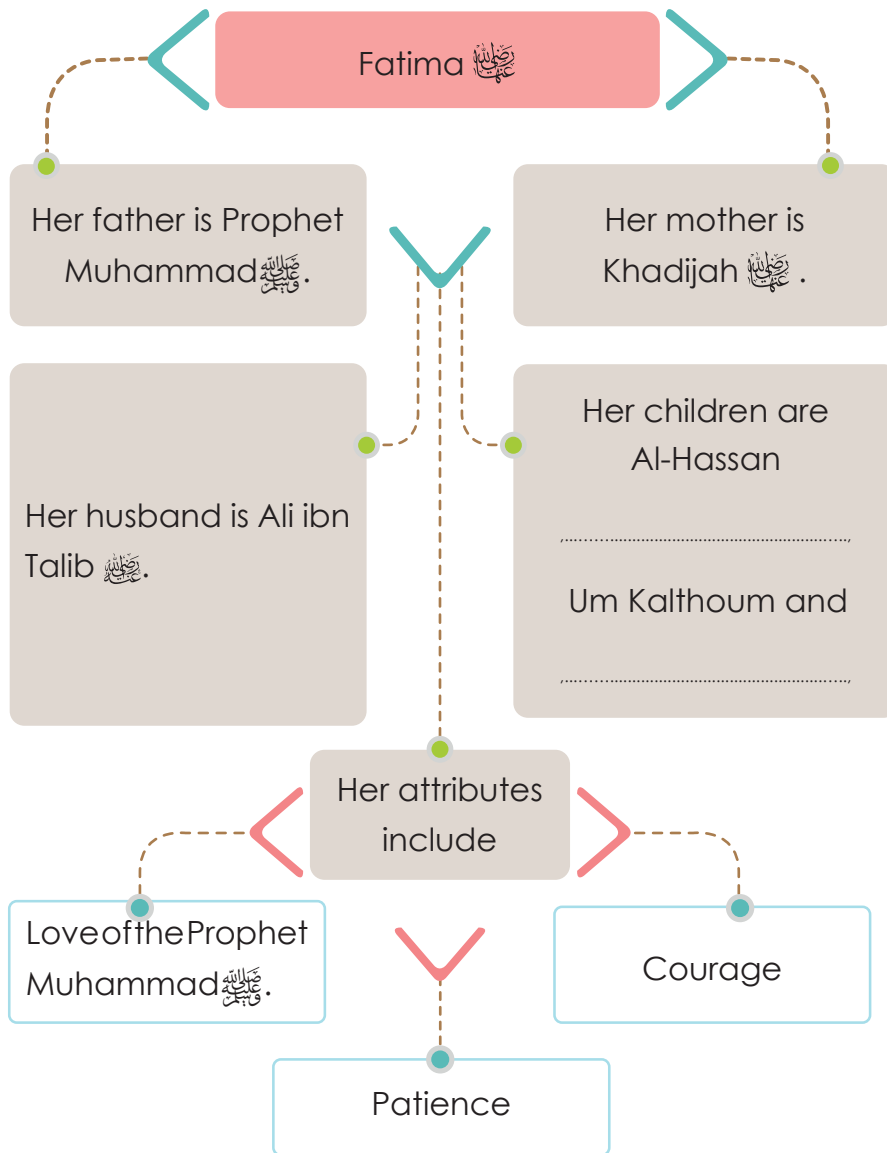 Fatima رضي الله عنها
Her father is Prophet
Muhammad ﷺ.
Her mother is
Khadijah رضي الله عنها .
Her husband is Ali ibn
Talib رضي الله عنه.
Her children are
Al-Hassan
,............................................................,
Um Kalthoum and
,............................................................,
Her attributes
include
Love of the Prophet
Muhammad ﷺ.
Courage
Patience